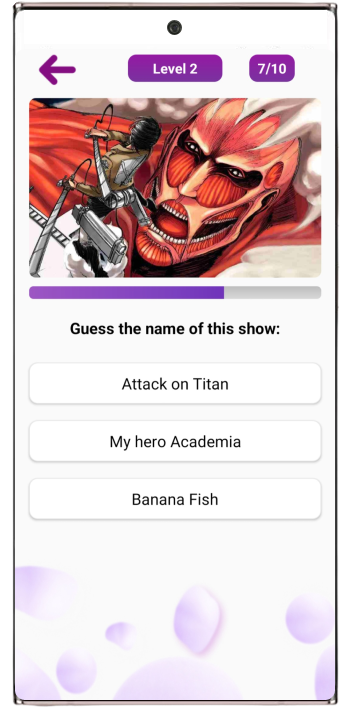 Level 2
7/10
Guess the name of this show:
Attack on Titan
My hero Academia
Banana Fish